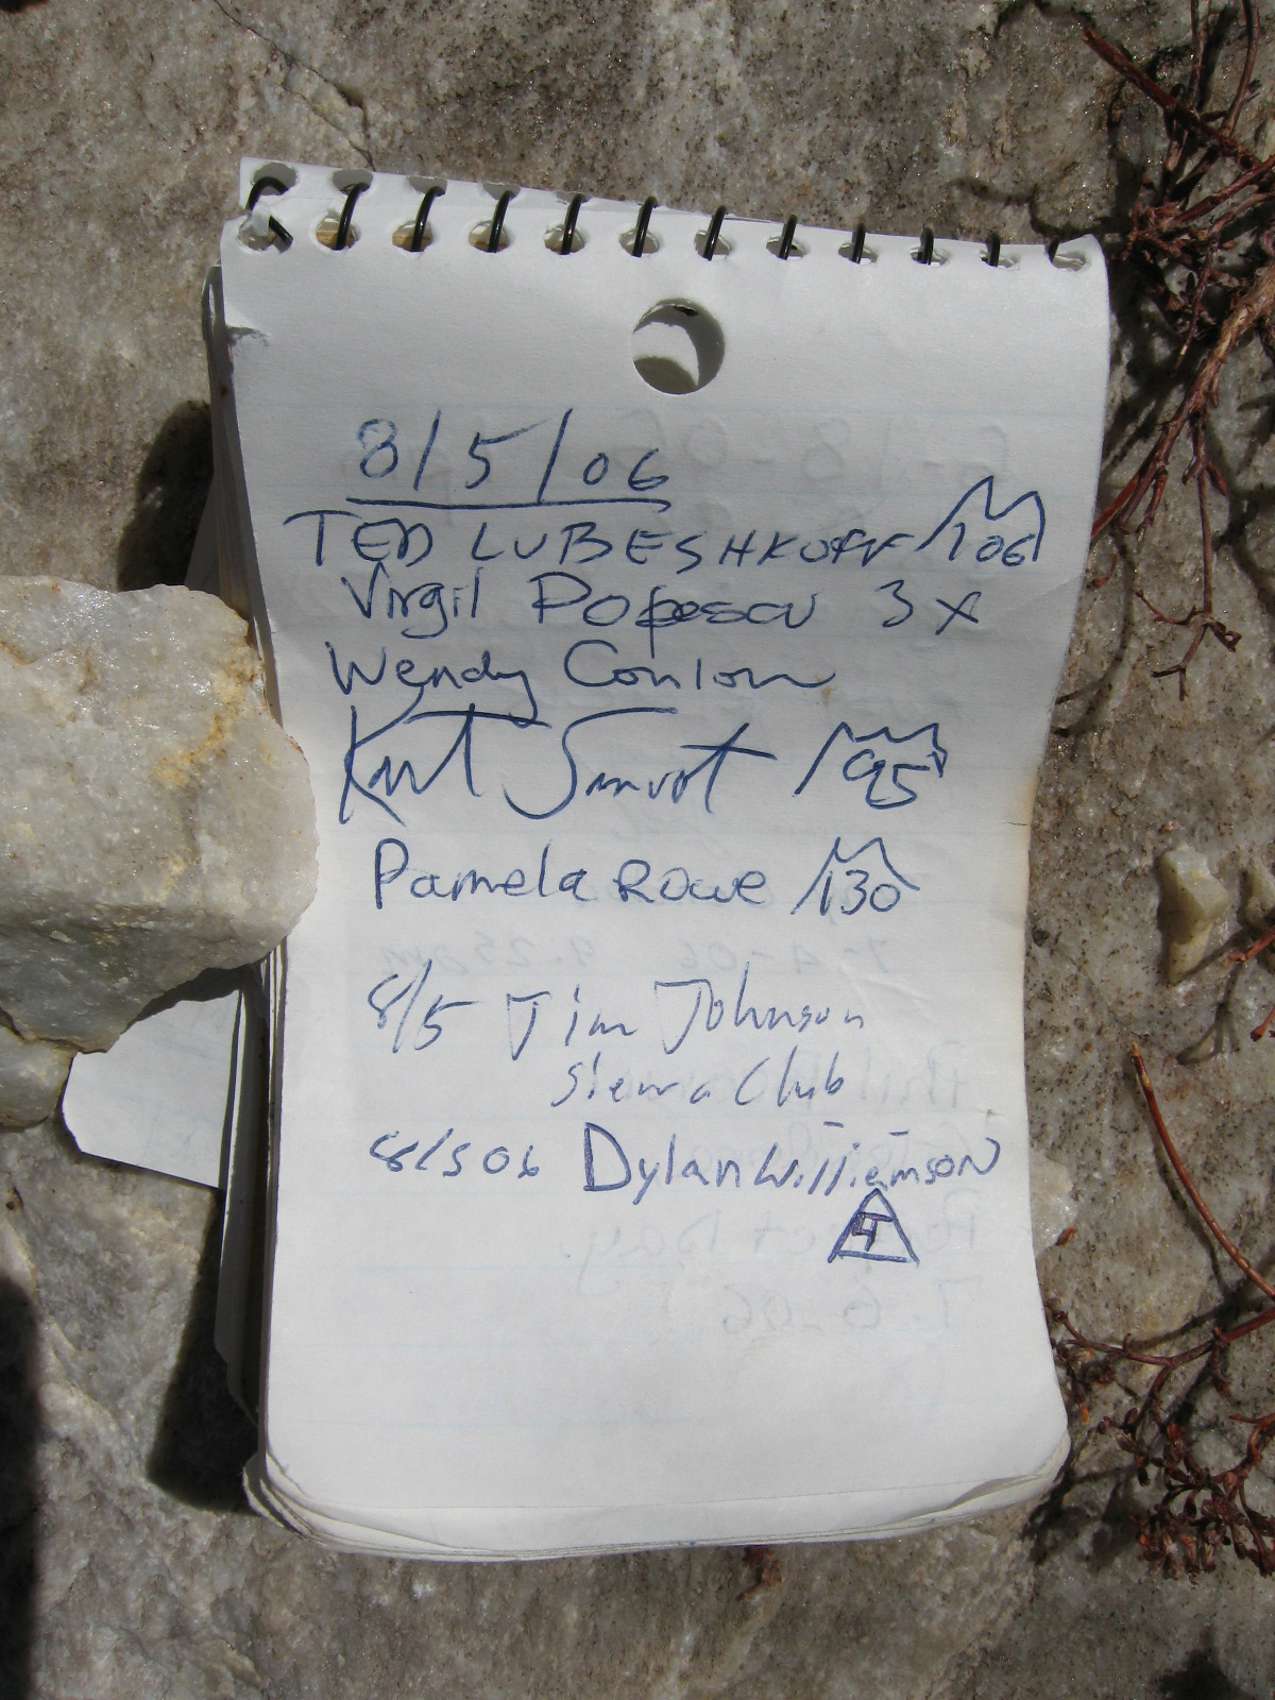 8/5/06
TED LUBESHKOFF 106
Virgil Popescu 3x
Wendy Conlon
Kurt 95
Pamela Rowe 130
8/5 Jim Johnson
Sierra Club
8/5 06 Dylan Williamson
4